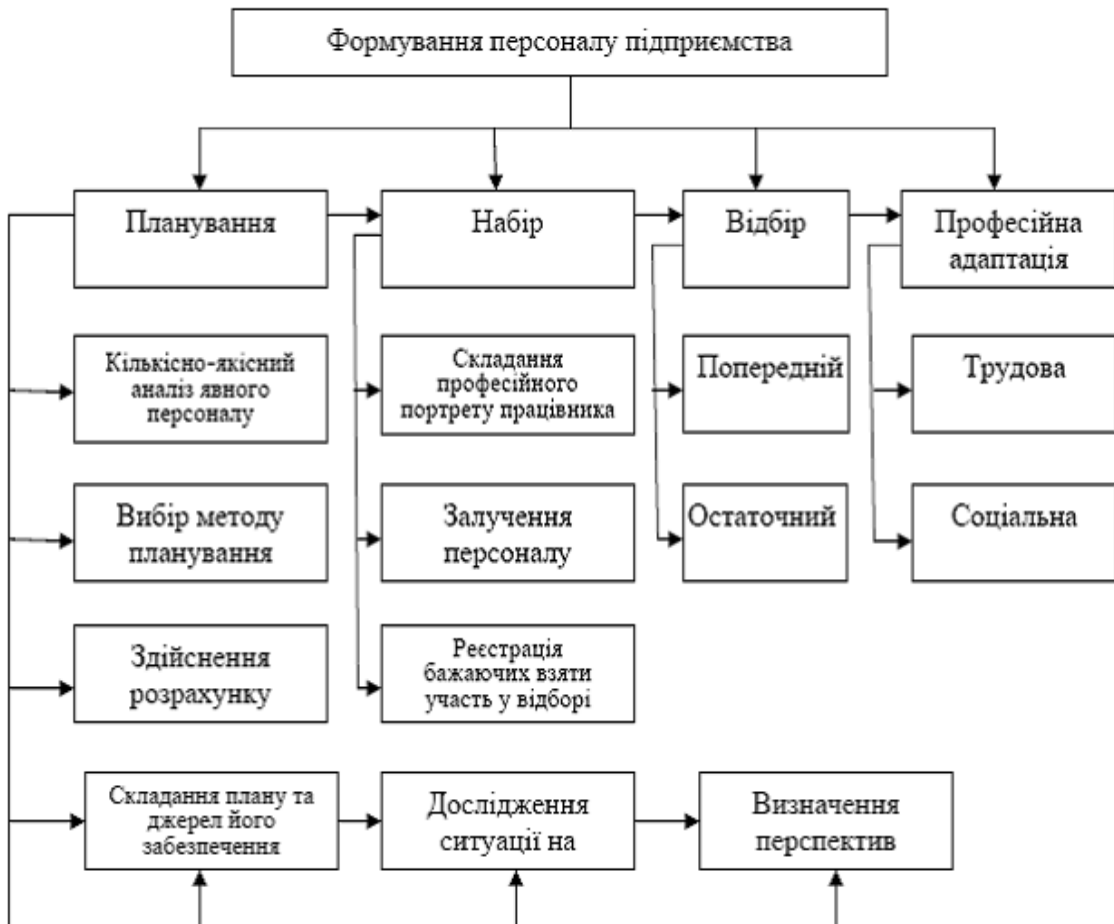 Формування персоналу підприємства
Планування
Набір
Відбір
Професійна
адаптація
Кількісно-якісний
аналіз явного
персоналу
Складання
професійного
портрету працівника
Попередній
Трудова
Вибір методу
планування
Залучення
персоналу
Остаточний
Соціальна
Здійснення
розрахунку
Реєстрація
бажаючих взяти
участь у відборі
Складання плану та
джерел його
забезпечення
Дослідження
ситуації на
Визначення
перспектив